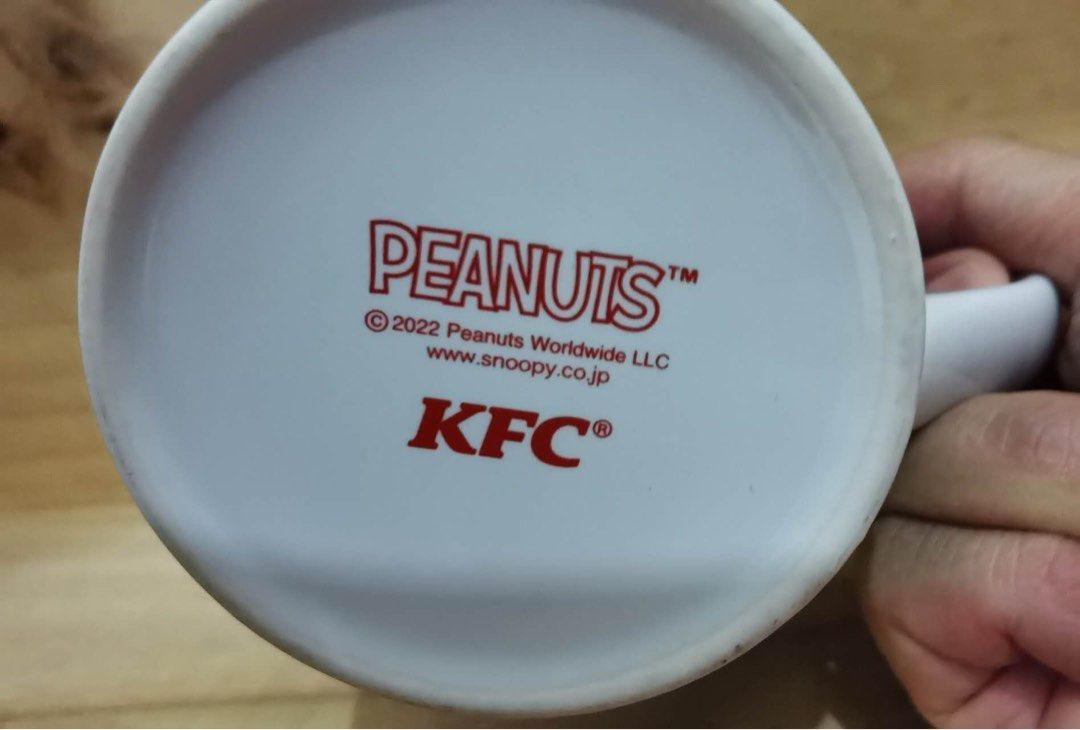 PEANUTS™
© 2022 Peanuts Worldwide LLC
www.snoopy.co.jp
KFC®